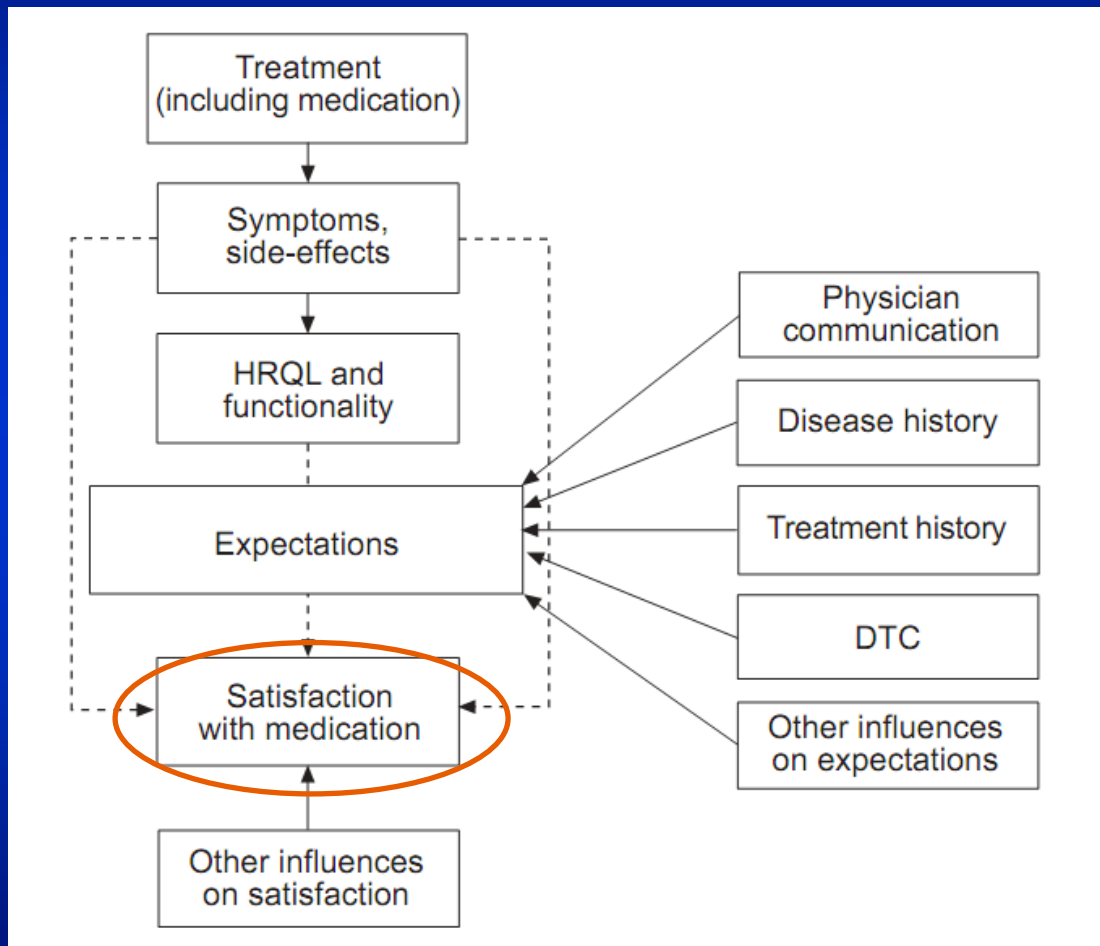 Treatment
(including medication)
Symptoms,
side-effects
HRQL and
functionality
Expectations
Satisfaction
with medication
Other influences
on satisfaction
Physician
communication
Disease history
Treatment history
DTC
Other influences
on expectations